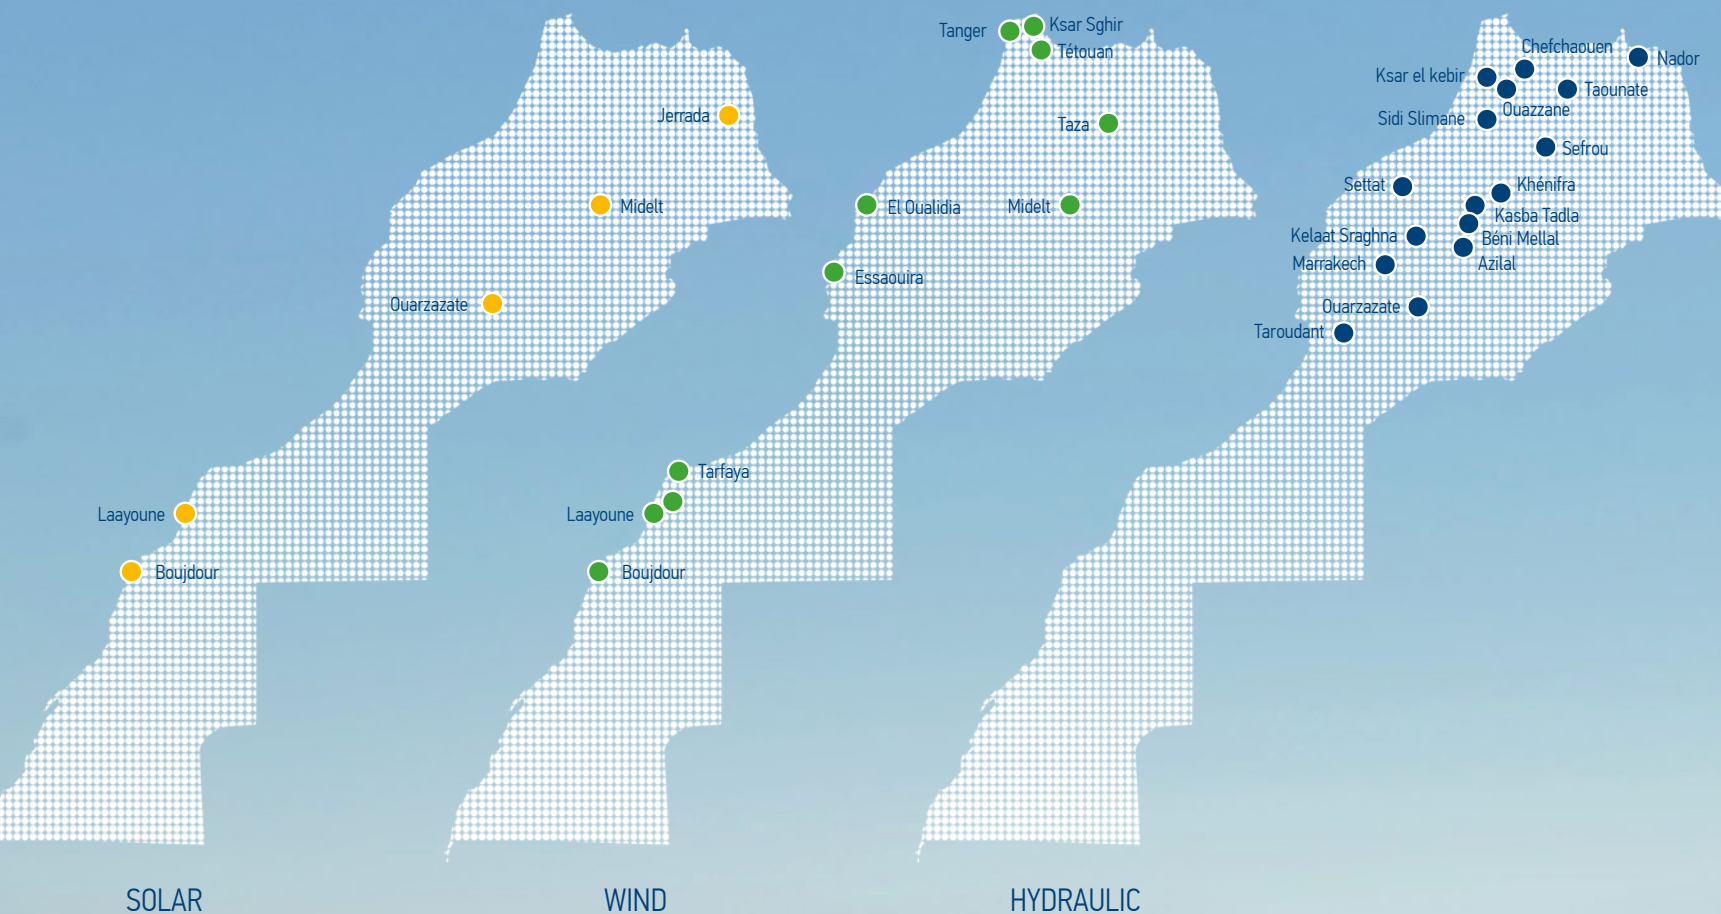 Jerrada
Midelt
Ouarzazate
Laayoune
Boujdour
SOLAR
Tanger
Ksar Sghir
Tétouan
Taza
El Oualidia
Midelt
Essaouira
Tarfaya
Laayoune
Boujdour
WIND
Chefchaouen
Nador
Ksar el kebir
Taounate
Ouazzane
Sidi Slimane
Sefrou
Settat
Khénifra
Kasba Tadla
Kelaat Sraghna
Béni Mellal
Marrakech
Azilal
Ouarzazate
Taroudant
HYDRAULIC